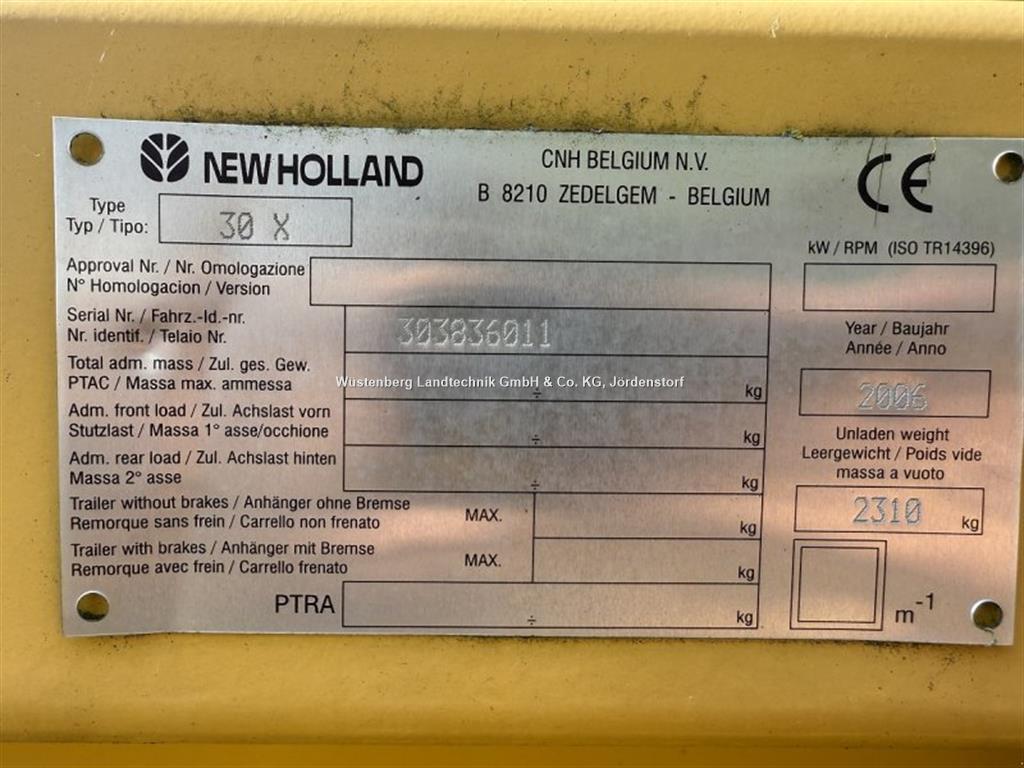 NEW HOLLAND
CNH BELGIUM N.V.
B 8210 ZEDELGEM - BELGIUM
CE
Type
Typ / Tipo:
30 X
kW / RPM (ISO TR14396)
Approval Nr. / Nr. Omologazione
N° Homologacion / Version
Serial Nr. / Fahrz.-Id.-nr.
Nr. identif. / Telaio Nr.
303836011
Year / Baujahr
Année / Anno
2006
Total adm. mass / Zul. ges. Gew.
PTAC / Massa max. ammessa
÷ kg
Wüstenberg Landtechnik GmbH & Co. KG, Jördenstorf
Adm. front load / Zul. Achslast vorn
Stutzlast / Massa 1° asse/occhione
÷ kg
Unladen weight
Leergewicht / Poids vide
massa a vuoto
2310 kg
Adm. rear load / Zul. Achslast hinten
Massa 2° asse
÷ kg
Trailer without brakes / Anhänger ohne Bremse
Remorque sans frein / Carrello non frenato
MAX. kg
Trailer with brakes / Anhänger mit Bremse
Remorque avec frein / Carrello frenato
MAX. kg
PTRA ÷ kg
m-1